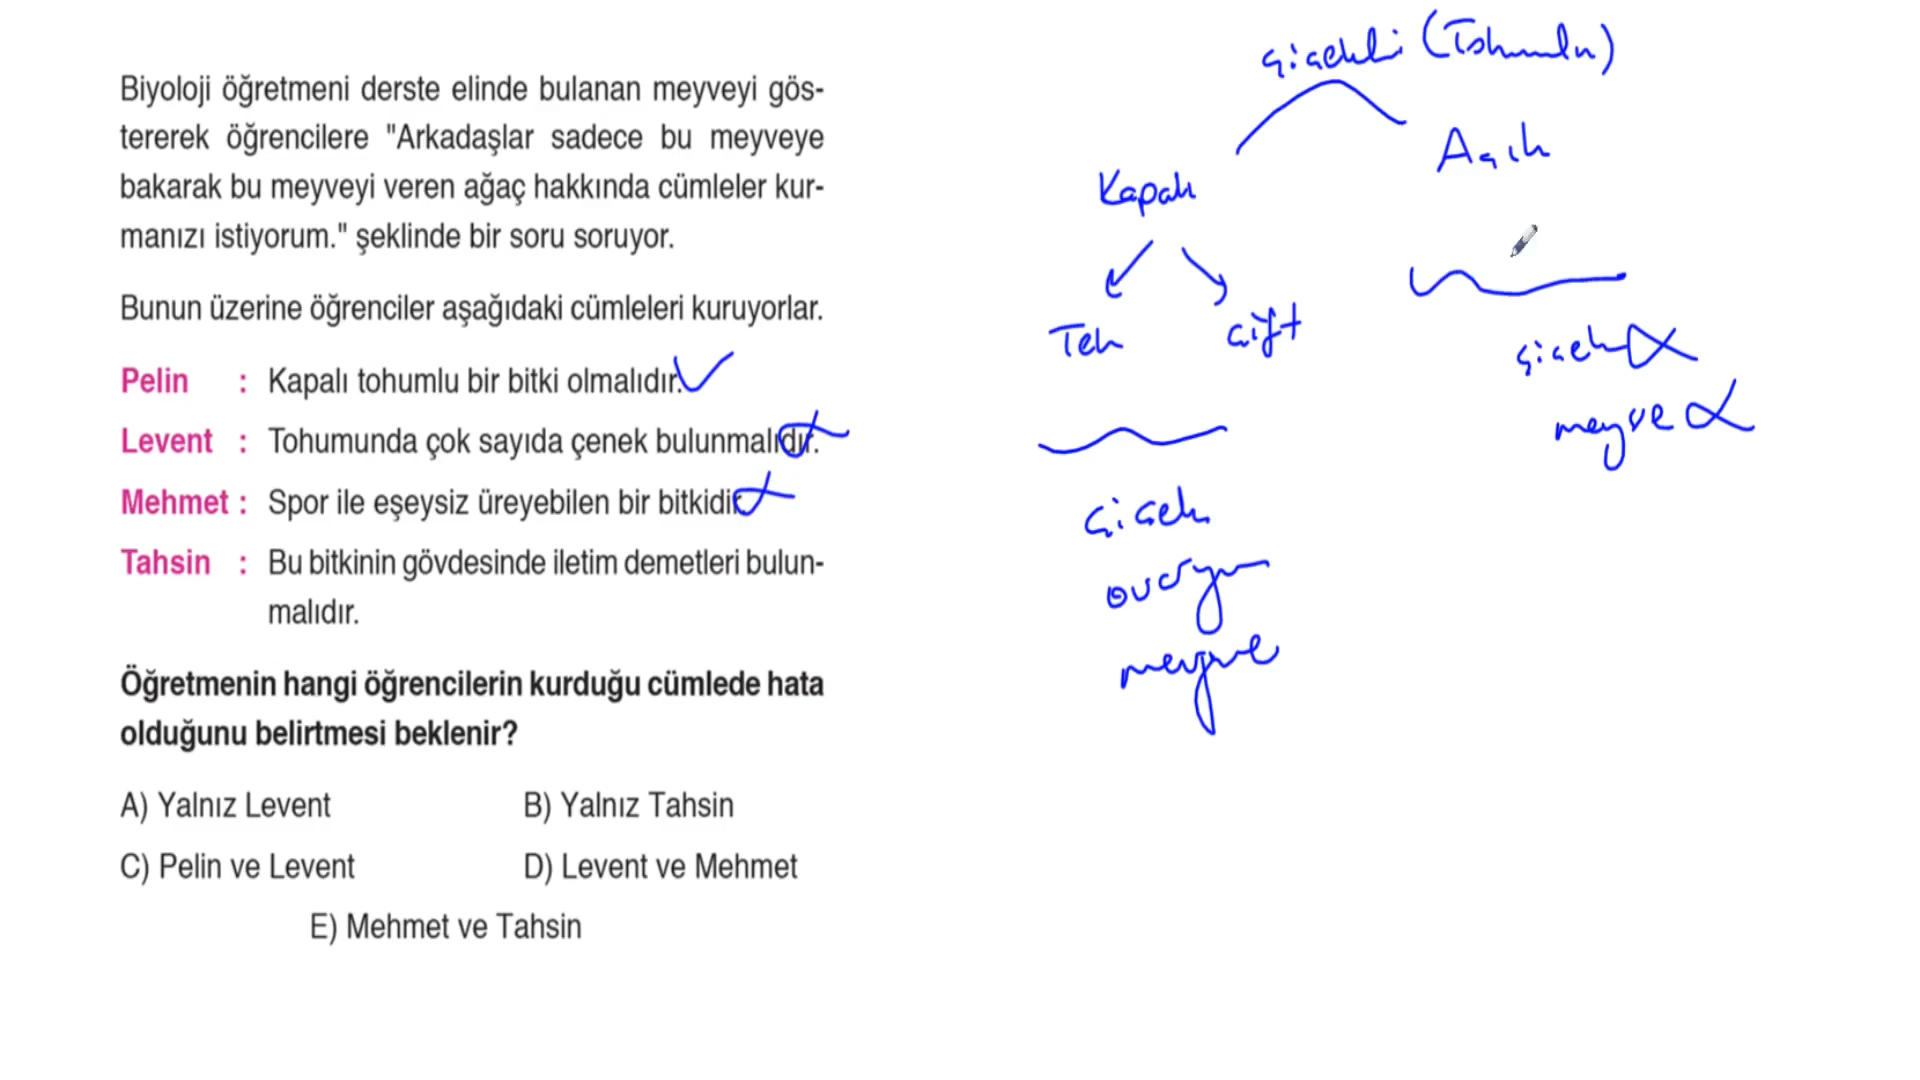 Biyoloji öğretmeni derste elinde bulanan meyveyi gös-
tererek öğrencilere "Arkadaşlar sadece bu meyveye
bakarak bu meyveyi veren ağaç hakkında cümleler kur-
manızı istiyorum." şeklinde bir soru soruyor.
Bunun üzerine öğrenciler aşağıdaki cümleleri kuruyorlar.
Pelin : Kapalı tohumlu bir bitki olmalıdır.
Levent : Tohumunda çok sayıda çenek bulunmalıdır.
Mehmet : Spor ile eşeysiz üreyebilen bir bitkidir.
Tahsin : Bu bitkinin gövdesinde iletim demetleri bulun-
malıdır.
Öğretmenin hangi öğrencilerin kurduğu cümlede hata
olduğunu belirtmesi beklenir?
A) Yalnız Levent
B) Yalnız Tahsin
C) Pelin ve Levent
D) Levent ve Mehmet
E) Mehmet ve Tahsin
çiçekli (Tohumlu)
Kapalı
Açık
Tek
çift
çiçek
meyve
çiçek
ovaryum
meyve